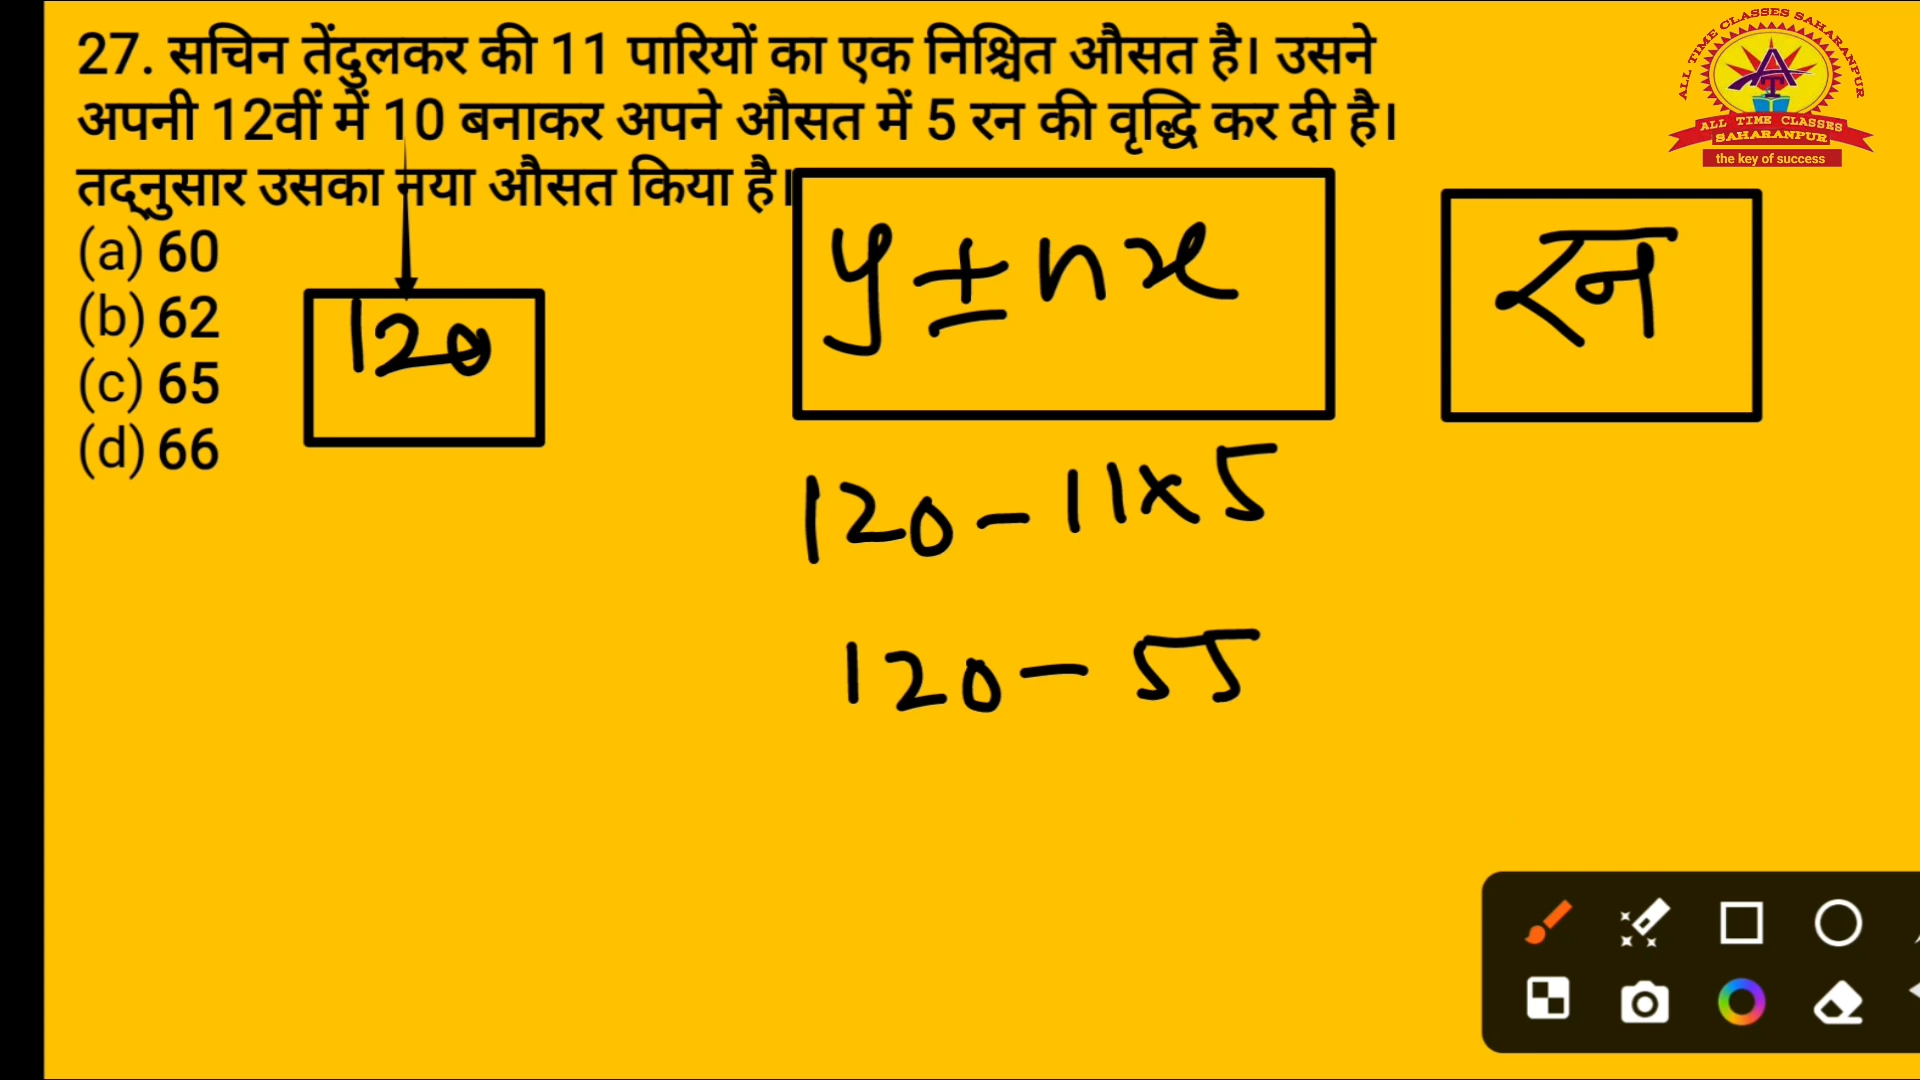 27. सचिन तेंदुलकर की 11 पारियों का एक निश्चित औसत है। उसने
अपनी 12वीं में 10 बनाकर अपने औसत में 5 रन की वृद्धि कर दी है।
तद्नुसार उसका नया औसत किया है।
(a) 60
(b) 62
(c) 65
(d) 66
120
y ± nx
रन
120 - 11x5
120 - 55
ALL TIME CLASSES SAHARANPUR
AT
ALL TIME CLASSES
SAHARANPUR
the key of success